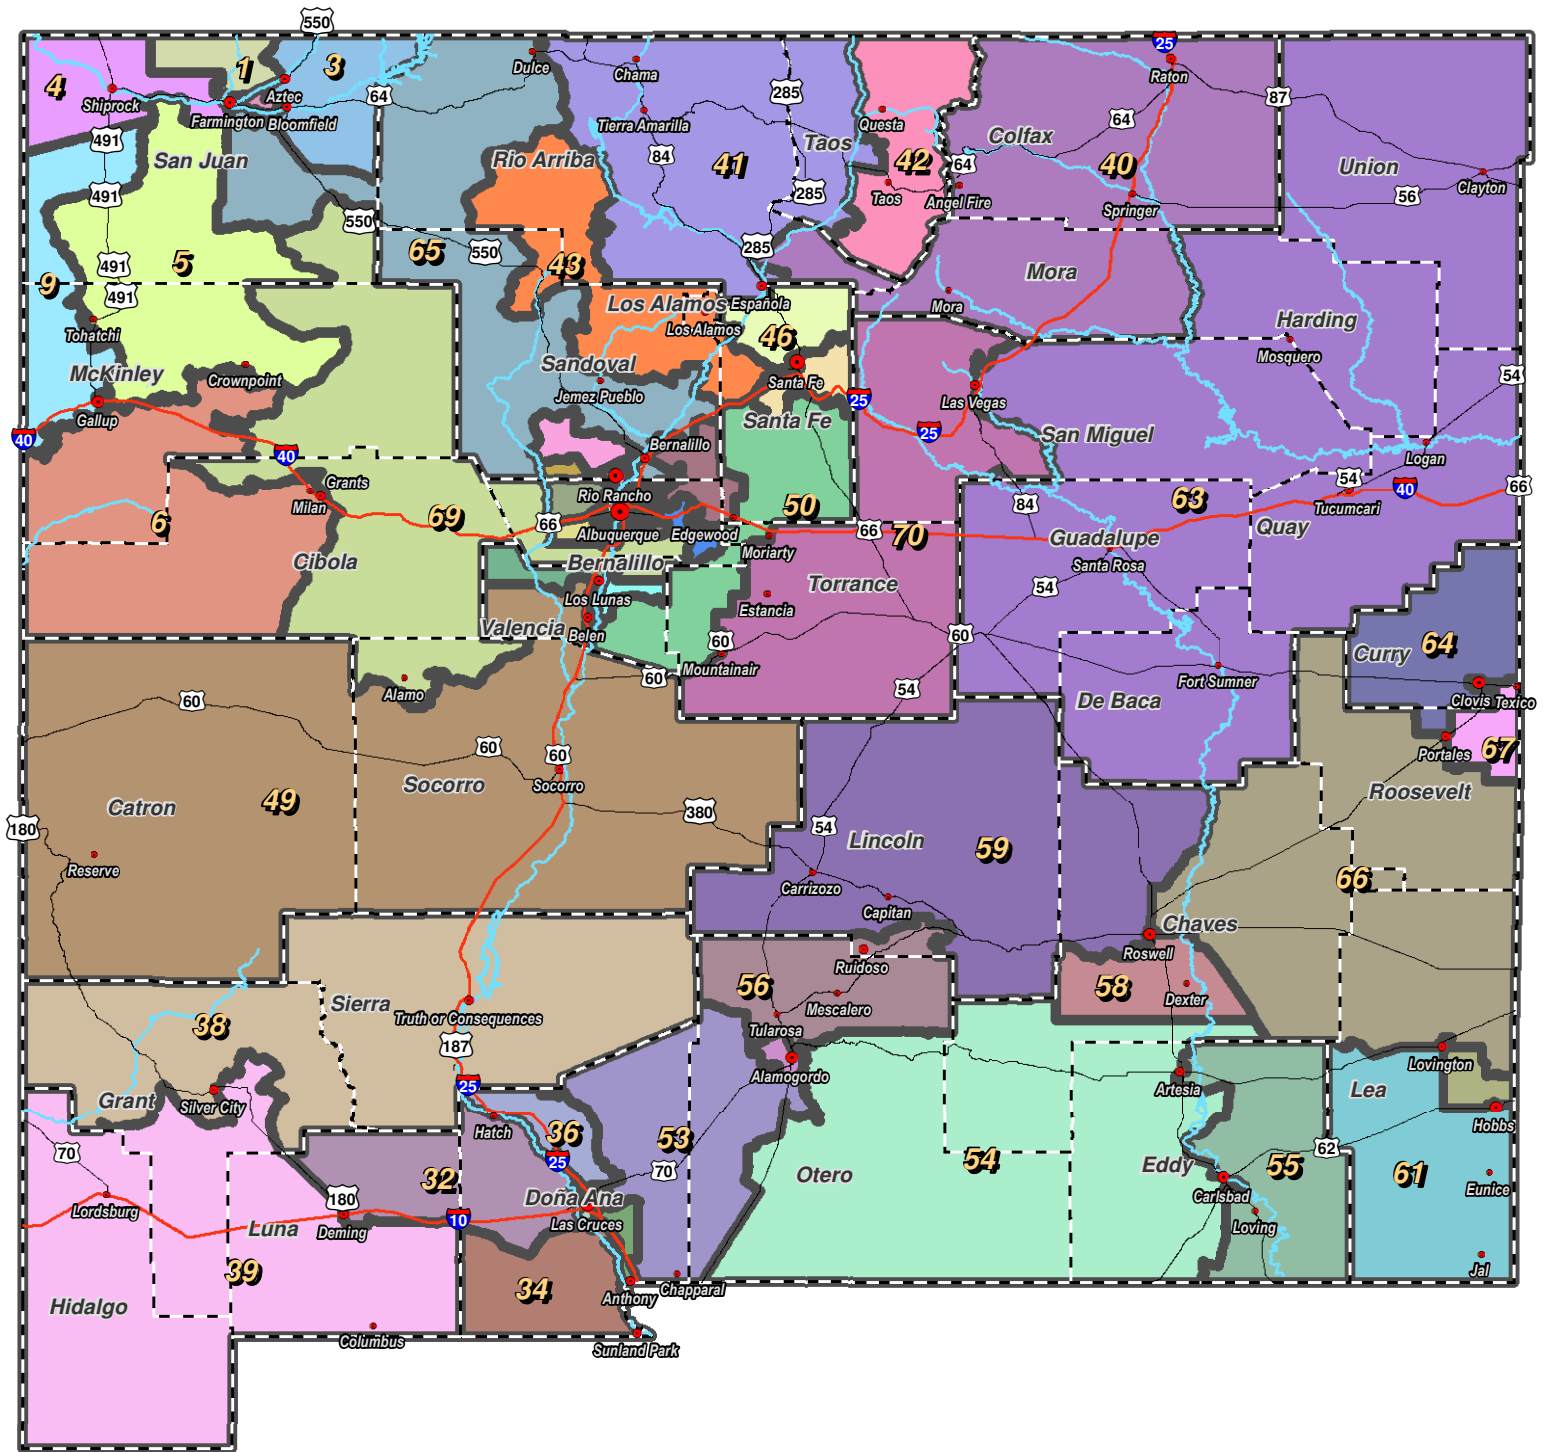 550
25
Dulce
Chama
Raton
1
3
4
Aztec
Shiprock
64
285
87
Farmington
Bloomfield
Tierra Amarilla
Questa
64
Colfax
491
San Juan
Rio Arriba
84
41
Taos
42
64
40
Union
Clayton
491
285
Taos
Angel Fire
Springer
56
550
65
550
285
5
491
43
9
491
Mora
Mora
Los Alamos
Española
Los Alamos
46
Harding
Tohatchi
Mosquero
McKinley
Crownpoint
Sandoval
Jemez Pueblo
Santa Fe
54
Gallup
25
Las Vegas
40
Santa Fe
25
San Miguel
40
Bernalillo
Logan
Grants
Milan
Rio Rancho
54
40
66
6
69
66
50
84
63
Albuquerque
Edgewood
66
70
Tucumcari
Quay
Cibola
Bernalillo
Moriarty
Guadalupe
Santa Rosa
Los Lunas
Estancia
Torrance
54
Valencia
Belen
60
60
64
Curry
Mountainair
Alamo
60
54
Fort Sumner
Clovis
Texico
60
De Baca
60
60
Portales
67
Catron
49
Socorro
Socorro
380
Roosevelt
180
54
Lincoln
59
Reserve
Carrizozo
66
Capitan
Chaves
Roswell
Ruidoso
56
Mescalero
58
Dexter
Sierra
38
Truth or Consequences
Tularosa
187
Lovington
25
Alamogordo
Artesia
Lea
Grant
Silver City
Hatch
36
53
Hobbs
70
25
70
Otero
54
Eddy
55
62
61
32
Carlsbad
Eunice
Lordsburg
180
Doña Ana
Loving
Luna
Deming
10
Las Cruces
39
34
Jal
Hidalgo
Anthony
Chapparal
Columbus
Sunland Park